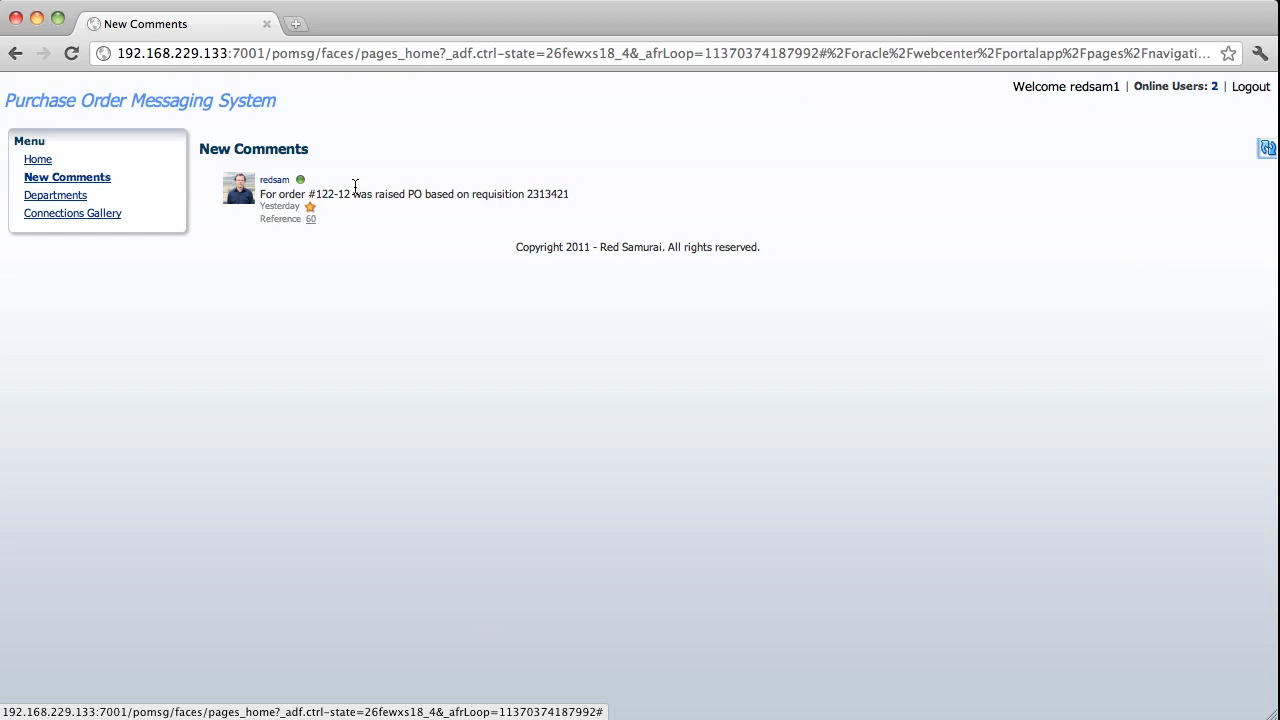 New Comments
192.168.229.133:7001/pomsg/faces/pages_home?_adf.ctrl-state=26fewxs18_4&_afrLoop=11370374187992#%2Foracle%2Fwebcenter%2Fportalapp%2Fpages%2Fnavigati...
Welcome redsam1 | Online Users: 2 | Logout
Purchase Order Messaging System
Menu
Home
New Comments
Departments
Connections Gallery
New Comments
redsam
For order #122-12 was raised PO based on requisition 2313421
Yesterday
Reference 60
Copyright 2011 - Red Samurai. All rights reserved.
192.168.229.133:7001/pomsg/faces/pages_home?_adf.ctrl-state=26fewxs18_4&_afrLoop=11370374187992#